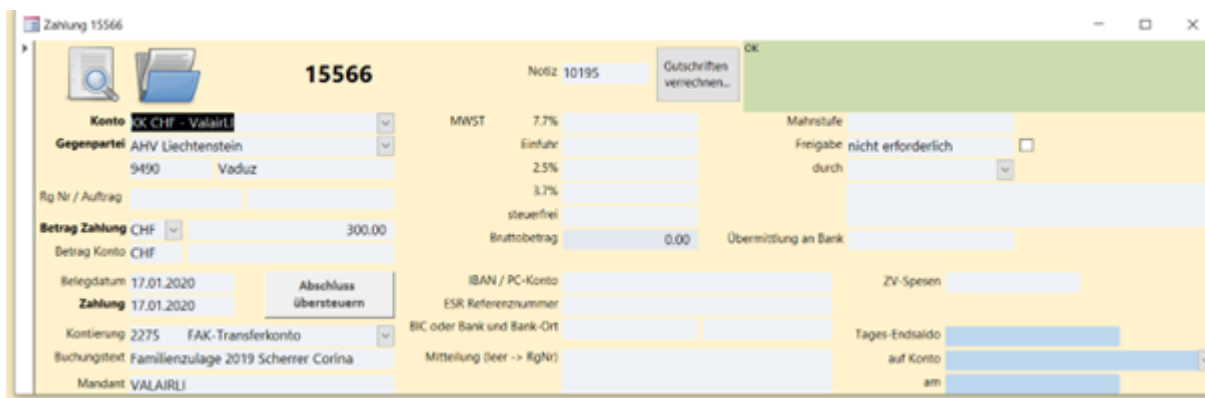 Zahlung 15566
15566
Notiz 10195
Gutschriften verrechnen...
OK
Konto KK CHF - Valairl.I
MWST 7.7%
Mahnstufe
Gegenpartei AHV Liechtenstein
Einfuhr
Freigabe nicht erforderlich
9490 Vaduz
2.5%
durch
Rg Nr / Auftrag
3.7%
steuerfrei
Betrag Zahlung CHF 300.00
Bruttobetrag 0.00
Übermittlung an Bank
Betrag Konto CHF
Belegdatum 17.01.2020
Abschluss übersteuern
IBAN / PC-Konto
ZV-Spesen
Zahlung 17.01.2020
ESR Referenznummer
Kontierung 2275 FAK-Transferkonto
BIC oder Bank und Bank-Ort
Tages-Endsaldo
Buchungstext Familienzulage 2019 Scherrer Corina
Mitteilung (leer -> RgNr)
auf Konto
Mandant VALAIRLI
am